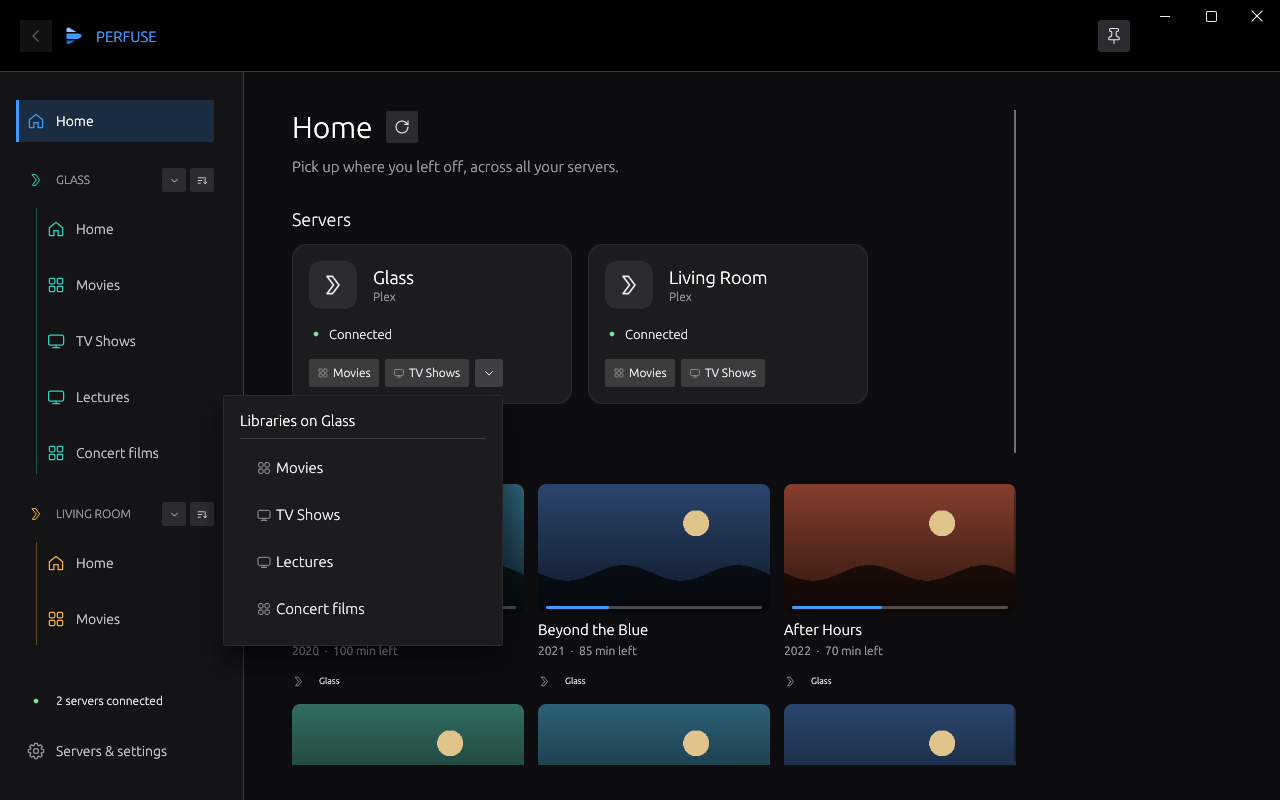 PERFUSE
Home
GLASS
Home
Movies
TV Shows
Lectures
Concert films
LIVING ROOM
Home
Movies
2 servers connected
Servers & settings
Home
Pick up where you left off, across all your servers.
Servers
Glass
Plex
Connected
Movies
TV Shows
Living Room
Plex
Connected
Movies
TV Shows
Libraries on Glass
Movies
TV Shows
Lectures
Concert films
2020 · 100 min left
Glass
Beyond the Blue
2021 · 85 min left
Glass
After Hours
2022 · 70 min left
Glass